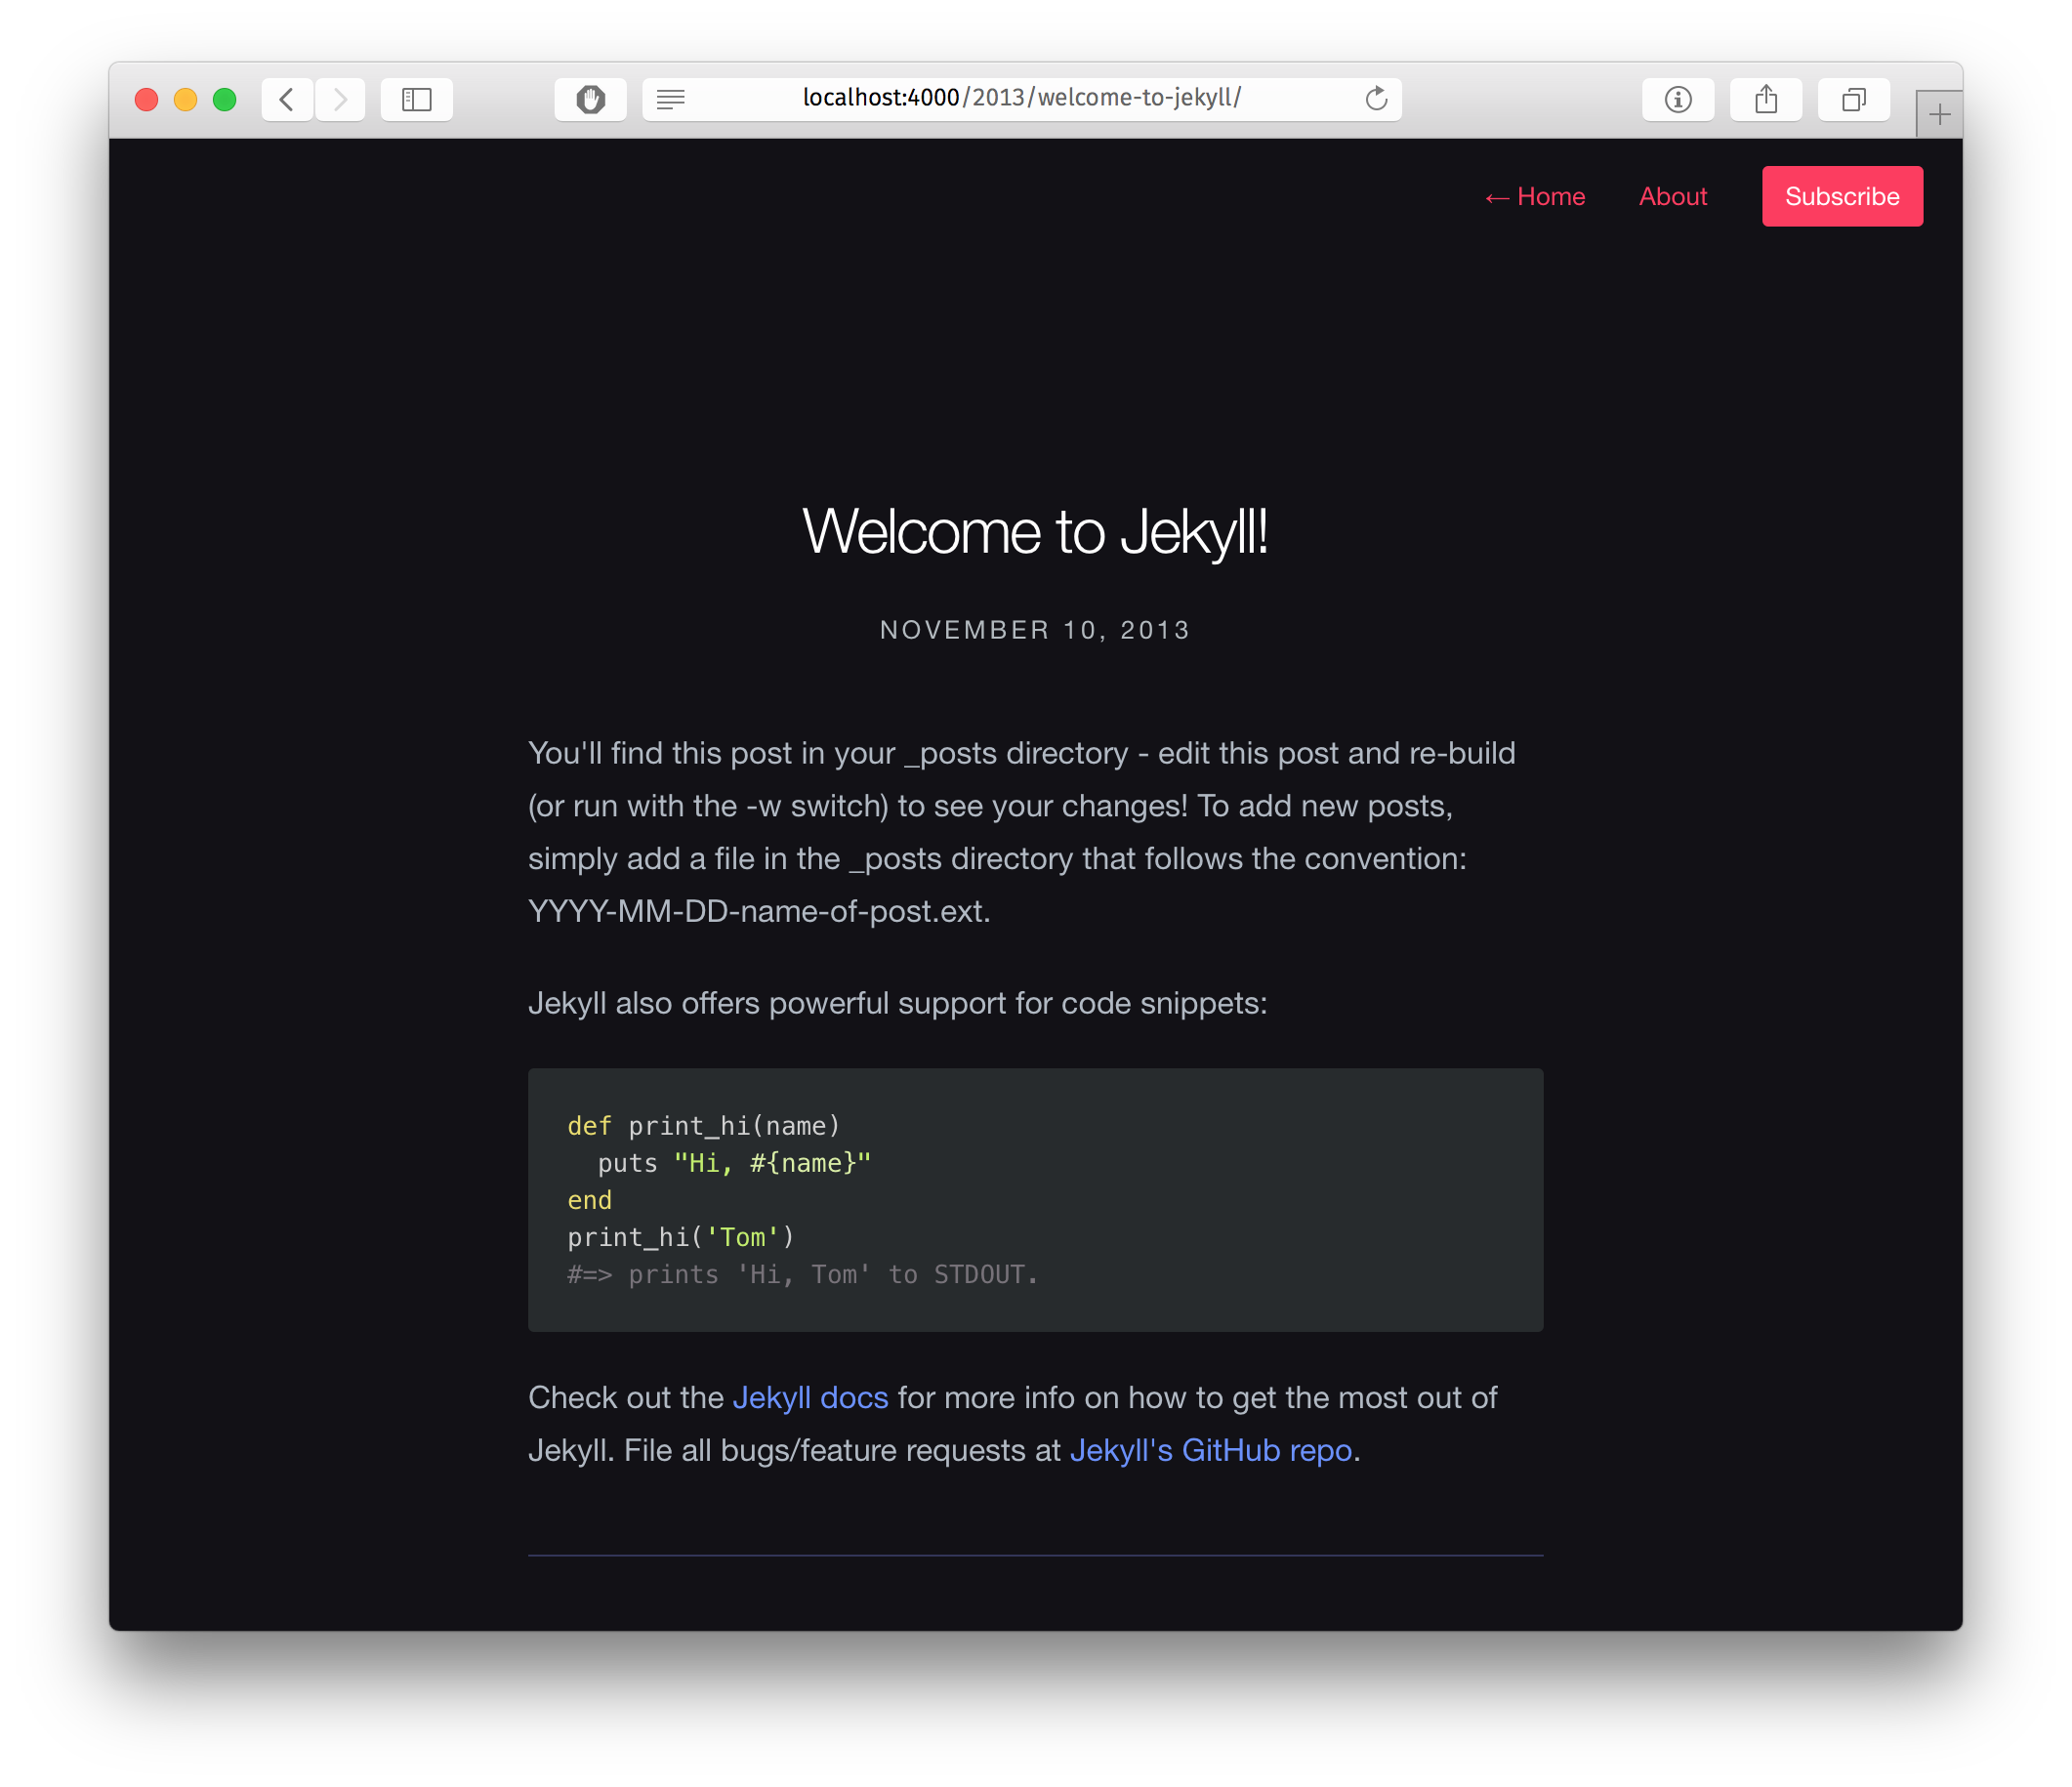 localhost:4000/2013/welcome-to-jekyll/
← Home About Subscribe
Welcome to Jekyll!
NOVEMBER 10, 2013
You'll find this post in your _posts directory - edit this post and re-build
(or run with the -w switch) to see your changes! To add new posts,
simply add a file in the _posts directory that follows the convention:
YYYY-MM-DD-name-of-post.ext.
Jekyll also offers powerful support for code snippets:
def print_hi(name)
  puts "Hi, #{name}"
end
print_hi('Tom')
#=> prints 'Hi, Tom' to STDOUT.
Check out the Jekyll docs for more info on how to get the most out of
Jekyll. File all bugs/feature requests at Jekyll's GitHub repo.